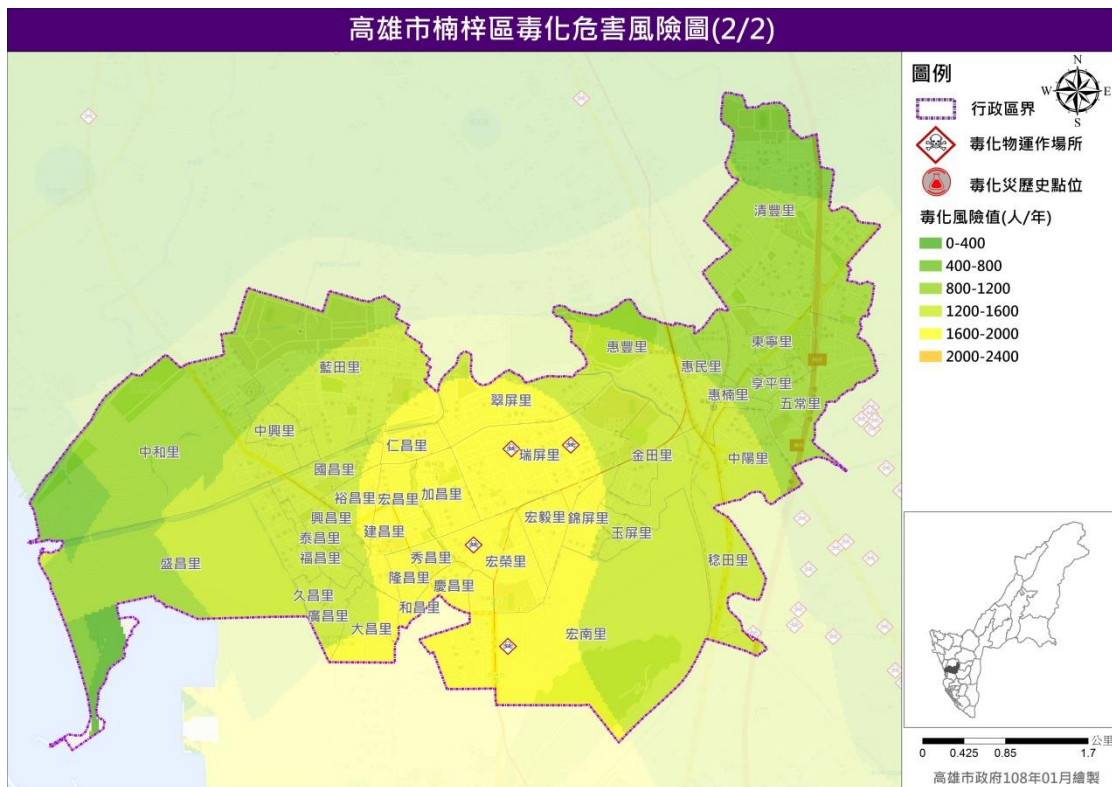 高雄市楠梓區毒化危害風險圖(2/2)
圖例
N
W E
S
行政區界
毒化物運作場所
毒化災歷史點位
毒化風險值(人/年)
0-400
400-800
800-1200
1200-1600
1600-2000
2000-2400
清豐里
東寧里
惠豐里
惠民里
享平里
藍田里
惠楠里
五常里
翠屏里
中興里
仁昌里
中和里
瑞屏里
金田里
中陽里
國昌里
裕昌里
宏昌里
加昌里
興昌里
宏毅里
錦屏里
建昌里
泰昌里
玉屏里
福昌里
秀昌里
宏榮里
稔田里
盛昌里
隆昌里
慶昌里
久昌里
和昌里
廣昌里
大昌里
宏南里
公里
0 0.425 0.85 1.7
高雄市政府108年01月繪製